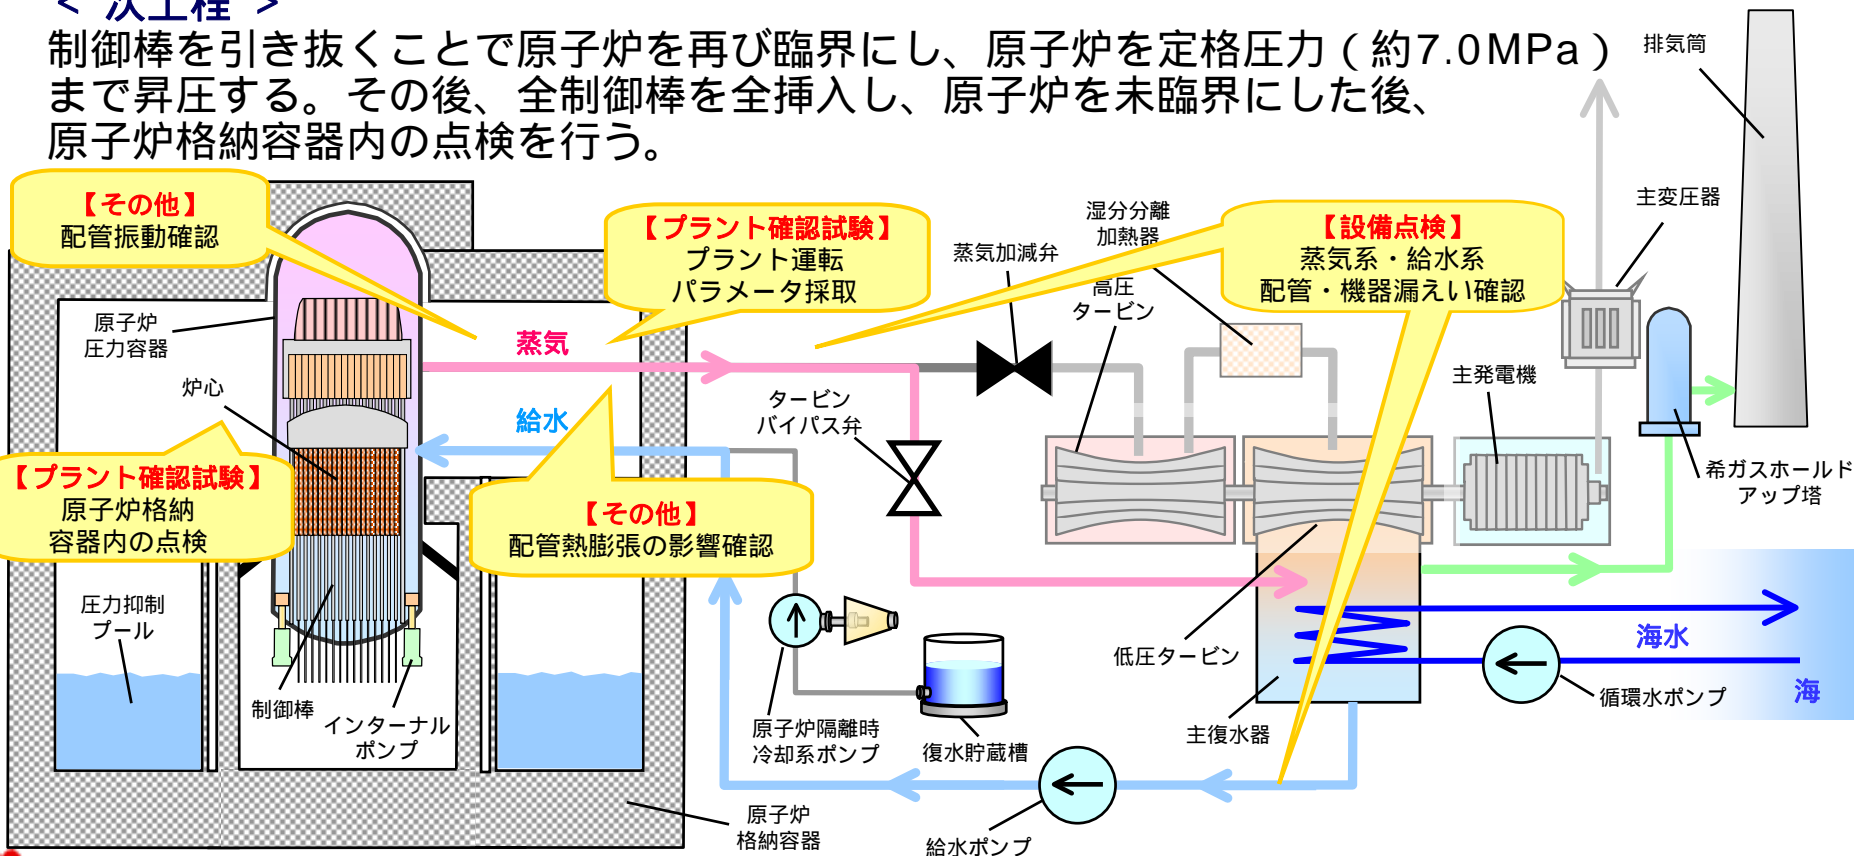 < 次工程 >
制御棒を引き抜くことで原子炉を再び臨界にし、原子炉を定格圧力（約7.0MPa）
まで昇圧する。その後、全制御棒を全挿入し、原子炉を未臨界にした後、
原子炉格納容器内の点検を行う。
排気筒
【その他】
配管振動確認
【プラント確認試験】
プラント運転
パラメータ採取
湿分分離
加熱器
蒸気加減弁
高圧
タービン
【設備点検】
蒸気系・給水系
配管・機器漏えい確認
主変圧器
原子炉
圧力容器
蒸気
炉心
給水
タービン
バイパス弁
主発電機
希ガスホールド
アップ塔
【プラント確認試験】
原子炉格納
容器内の点検
【その他】
配管熱膨張の影響確認
圧力抑制
プール
制御棒
インターナル
ポンプ
原子炉隔離時
冷却系ポンプ
復水貯蔵槽
低圧タービン
主復水器
海水
海
循環水ポンプ
原子炉
格納容器
給水ポンプ